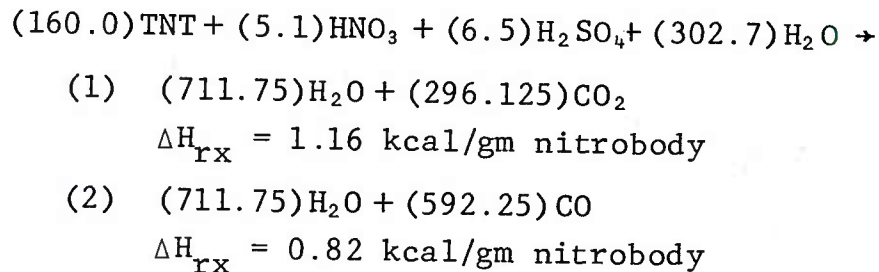 (160.0)TNT + (5.1)HNO₃ + (6.5)H₂SO₄+ (302.7)H₂O →
(1) (711.75)H₂O + (296.125)CO₂
ΔH_rx = 1.16 kcal/gm nitrobody
(2) (711.75)H₂O + (592.25)CO
ΔH_rx = 0.82 kcal/gm nitrobody